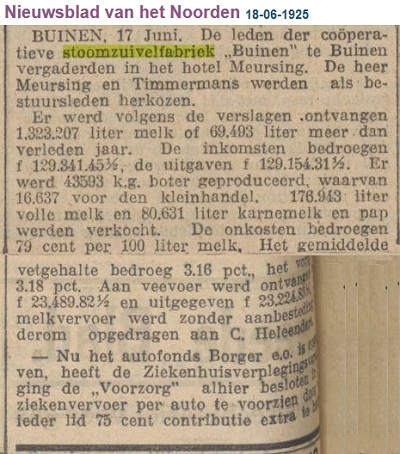 Nieuwsblad van het Noorden 18-06-1925
BUINEN, 17 Juni. De leden der coöpera-
tieve stoomzuivelfabriek „Buinen” te Buinen
vergaderden in het hotel Meursing. De heer
Meursing en Timmermans werden als be-
stuursleden herkozen.
Er werd volgens de verslagen ontvangen
1.323.207 liter melk of 69.493 liter meer dan
verleden jaar. De inkomsten bedroegen
f 129.341.45½, de uitgaven f 129.154.31½. Er
werd 43593 k.g. boter geproduceerd, waarvan
16.637 voor den kleinhandel. 176.943 liter
volle melk en 80.631 liter karnemelk en pap
werden verkocht. De onkosten bedroegen
79 cent per 100 liter melk. Het gemiddelde
vetgehalte bedroeg 3.16 pct., het
3.18 pct. Aan veevoer werd
f 23.489.82½ en uitgegeven
melkvervoer werd zonder
derom opgedragen aan C.
— Nu het autofonds Borger e.o. is
ven, heeft de
ging de „Voorzorg” alhier besloten
ziekenvervoer per auto te voorzien
ieder lid 75 cent contributie extra